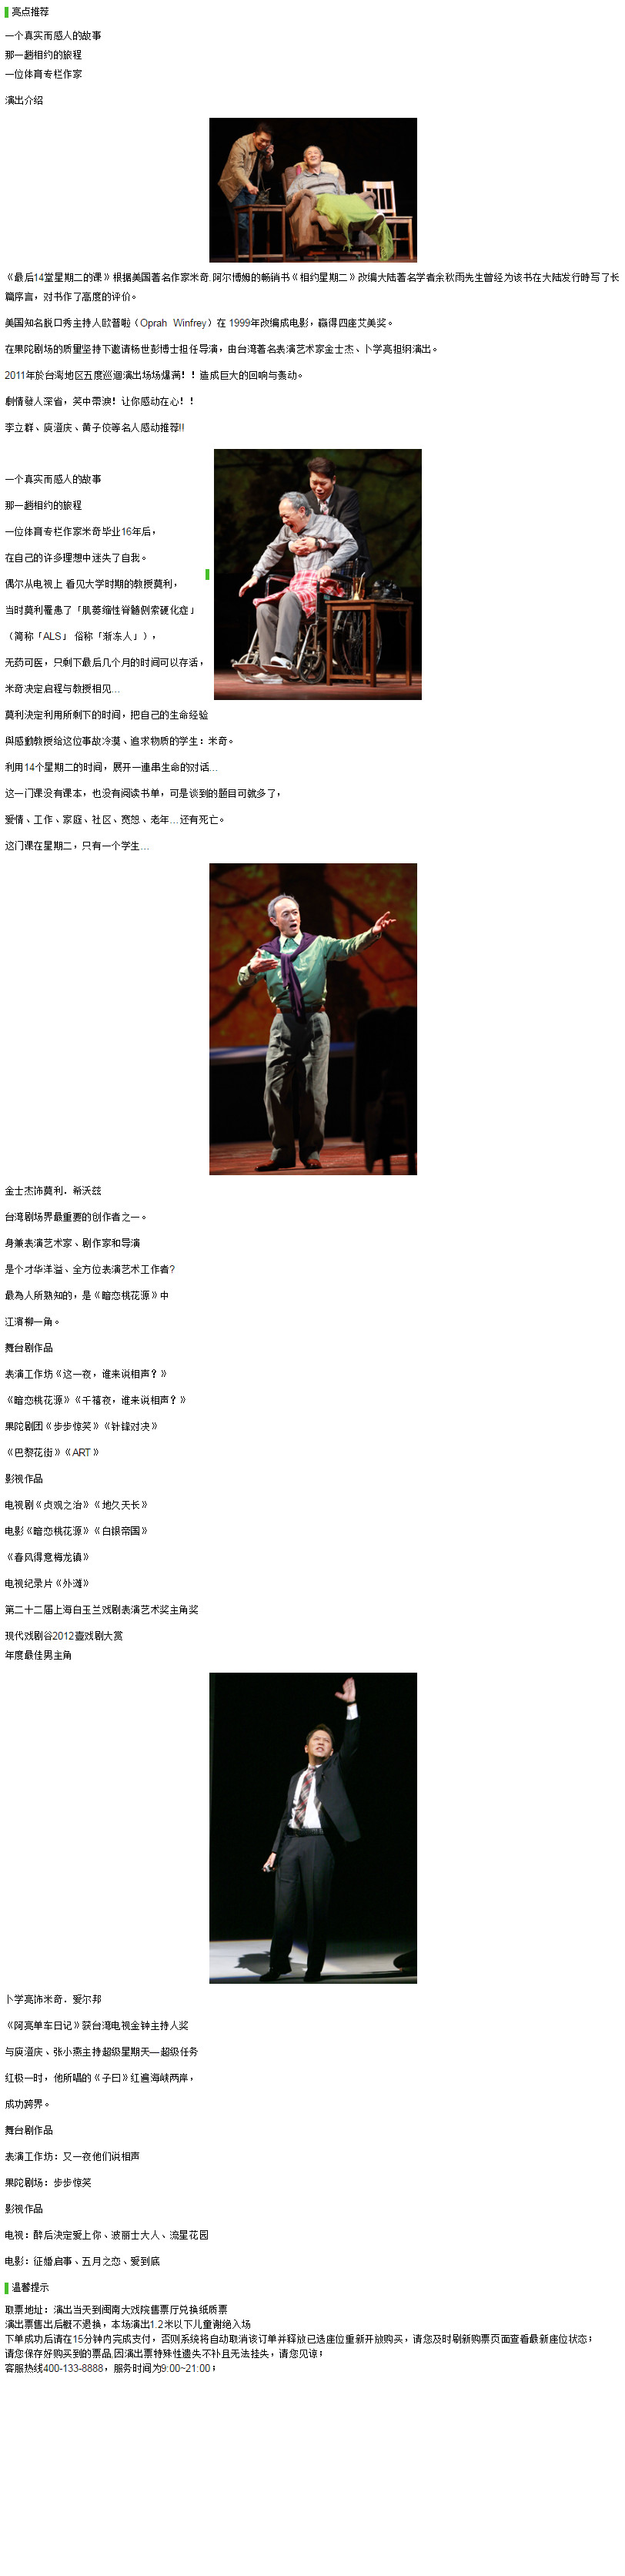 亮点推荐
一个真实而感人的故事
那一趟相约的旅程
一位体育专栏作家
演出介绍
《最后14堂星期二的课》根据美国著名作家米奇.阿尔博姆的畅销书《相约星期二》改编大陆著名学者余秋雨先生曾经为该书在大陆发行時写了长
篇序言，对书作了高度的评价。
美国知名脱口秀主持人欧普啦（Oprah Winfrey）在 1999年改编成电影，赢得四座艾美奖。
在果陀剧场的质量坚持下邀请杨世彭博士担任导演，由台湾著名表演艺术家金士杰、卜学亮担纲演出。
2011年於台湾地区五度巡迴演出场场爆满！！造成巨大的回响与轰动。
劇情發人深省，笑中帶淚！让你感动在心！！
李立群、庾澄庆、黄子佼等名人感动推荐!!
一个真实而感人的故事
那一趟相约的旅程
一位体育专栏作家米奇毕业16年后，
在自己的许多理想中迷失了自我。
偶尔从电视上 看见大学时期的教授莫利，
当时莫利罹患了「肌萎缩性脊髓侧索硬化症」
（简称「ALS」 俗称「渐冻人」），
无药可医，只剩下最后几个月的时间可以存活，
米奇决定启程与教授相见…
莫利決定利用所剩下的时间，把自己的生命经验
與感動教授给这位事故冷漠、追求物质的学生：米奇。
利用14个星期二的时间，展开一連串生命的对话…
这一门课没有课本，也没有阅读书单，可是谈到的题目可就多了，
爱情、工作、家庭、社区、宽恕、老年…还有死亡。
这门课在星期二，只有一个学生…
金士杰饰莫利．希沃兹
台湾剧场界最重要的创作者之一。
身兼表演艺术家、剧作家和导演
是个才华洋溢、全方位表演艺术工作者?
最為人所熟知的，是《暗恋桃花源》中
江濱柳一角。
舞台剧作品
表演工作坊《这一夜，谁来说相声？》
《暗恋桃花源》《千禧夜，谁来说相声？》
果陀剧团《步步惊笑》《针锋对决》
《巴黎花街》《ART》
影视作品
电视剧《贞观之治》《地久天长》
电影《暗恋桃花源》《白银帝国》
《春风得意梅龙镇》
电视纪录片《外滩》
第二十二届上海白玉兰戏剧表演艺术奖主角奖
现代戏剧谷2012壹戏剧大赏
年度最佳男主角
卜学亮饰米奇．爱尔邦
《阿亮单车日记》获台湾电视金钟主持人奖
与庾澄庆、张小燕主持超级星期天—超级任务
红极一时，他所唱的《子曰》红遍海峡两岸，
成功跨界。
舞台剧作品
表演工作坊：又一夜他们说相声
果陀剧场：步步惊笑
影视作品
电视：醉后決定爱上你、波丽士大人、流星花园
电影：征婚启事、五月之恋、爱到底
温馨提示
取票地址：演出当天到闽南大戏院售票厅兑换纸质票
演出票售出后概不退换，本场演出1.2米以下儿童谢绝入场
下单成功后请在15分钟内完成支付，否则系统将自动取消该订单并释放已选座位重新开放购买，请您及时刷新购票页面查看最新座位状态；
请您保存好购买到的票品,因演出票特殊性遗失不补且无法挂失，请您见谅；
客服热线400-133-8888，服务时间为9:00~21:00；